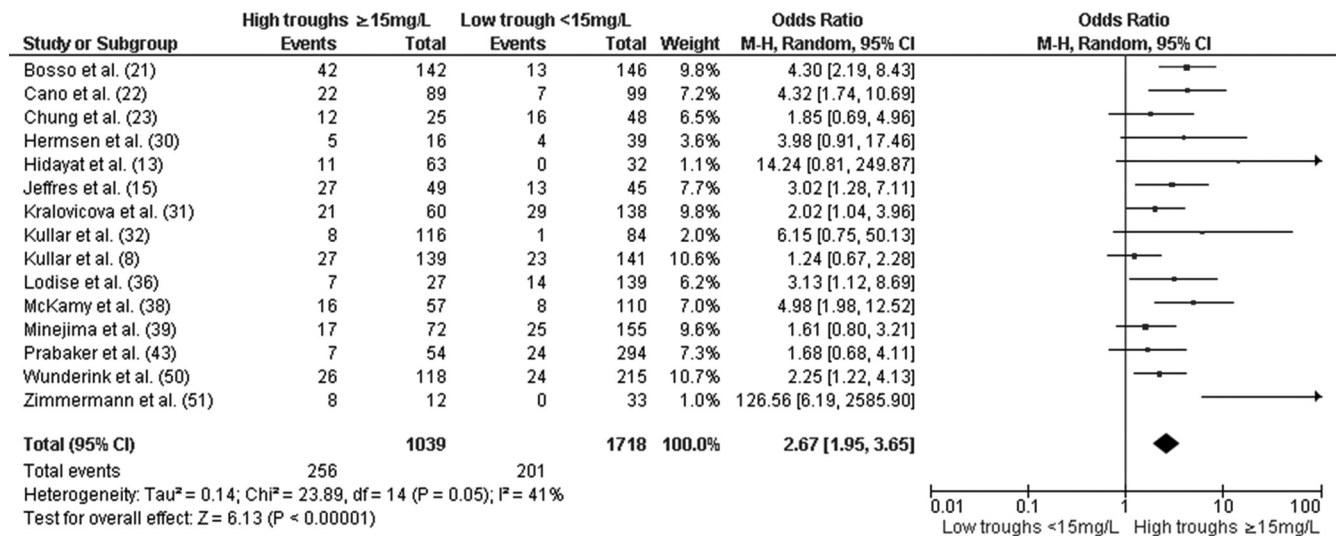 High troughs ≥15mg/L Low trough <15mg/L Odds Ratio Odds Ratio
Study or Subgroup Events Total Events Total Weight M-H, Random, 95% CI M-H, Random, 95% CI
Bosso et al. (21) 42 142 13 146 9.8% 4.30 [2.19, 8.43]
Cano et al. (22) 22 89 7 99 7.2% 4.32 [1.74, 10.69]
Chung et al. (23) 12 25 16 48 6.5% 1.85 [0.69, 4.96]
Hermsen et al. (30) 5 16 4 39 3.6% 3.98 [0.91, 17.46]
Hidayat et al. (13) 11 63 0 32 1.1% 14.24 [0.81, 249.87]
Jeffres et al. (15) 27 49 13 45 7.7% 3.02 [1.28, 7.11]
Kralovicova et al. (31) 21 60 29 138 9.8% 2.02 [1.04, 3.96]
Kullar et al. (32) 8 116 1 84 2.0% 6.15 [0.75, 50.13]
Kullar et al. (8) 27 139 23 141 10.6% 1.24 [0.67, 2.28]
Lodise et al. (36) 7 27 14 139 6.2% 3.13 [1.12, 8.69]
McKamy et al. (38) 16 57 8 110 7.0% 4.98 [1.98, 12.52]
Minejima et al. (39) 17 72 25 155 9.6% 1.61 [0.80, 3.21]
Prabaker et al. (43) 7 54 24 294 7.3% 1.68 [0.68, 4.11]
Wunderink et al. (50) 26 118 24 215 10.7% 2.25 [1.22, 4.13]
Zimmermann et al. (51) 8 12 0 33 1.0% 126.56 [6.19, 2585.90]
Total (95% CI) 1039 1718 100.0% 2.67 [1.95, 3.65]
Total events 256 201
Heterogeneity: Tau² = 0.14; Chi² = 23.89, df = 14 (P = 0.05); I² = 41%
Test for overall effect: Z = 6.13 (P < 0.00001)
0.01 0.1 1 10 100
Low troughs <15mg/L High troughs ≥15mg/L